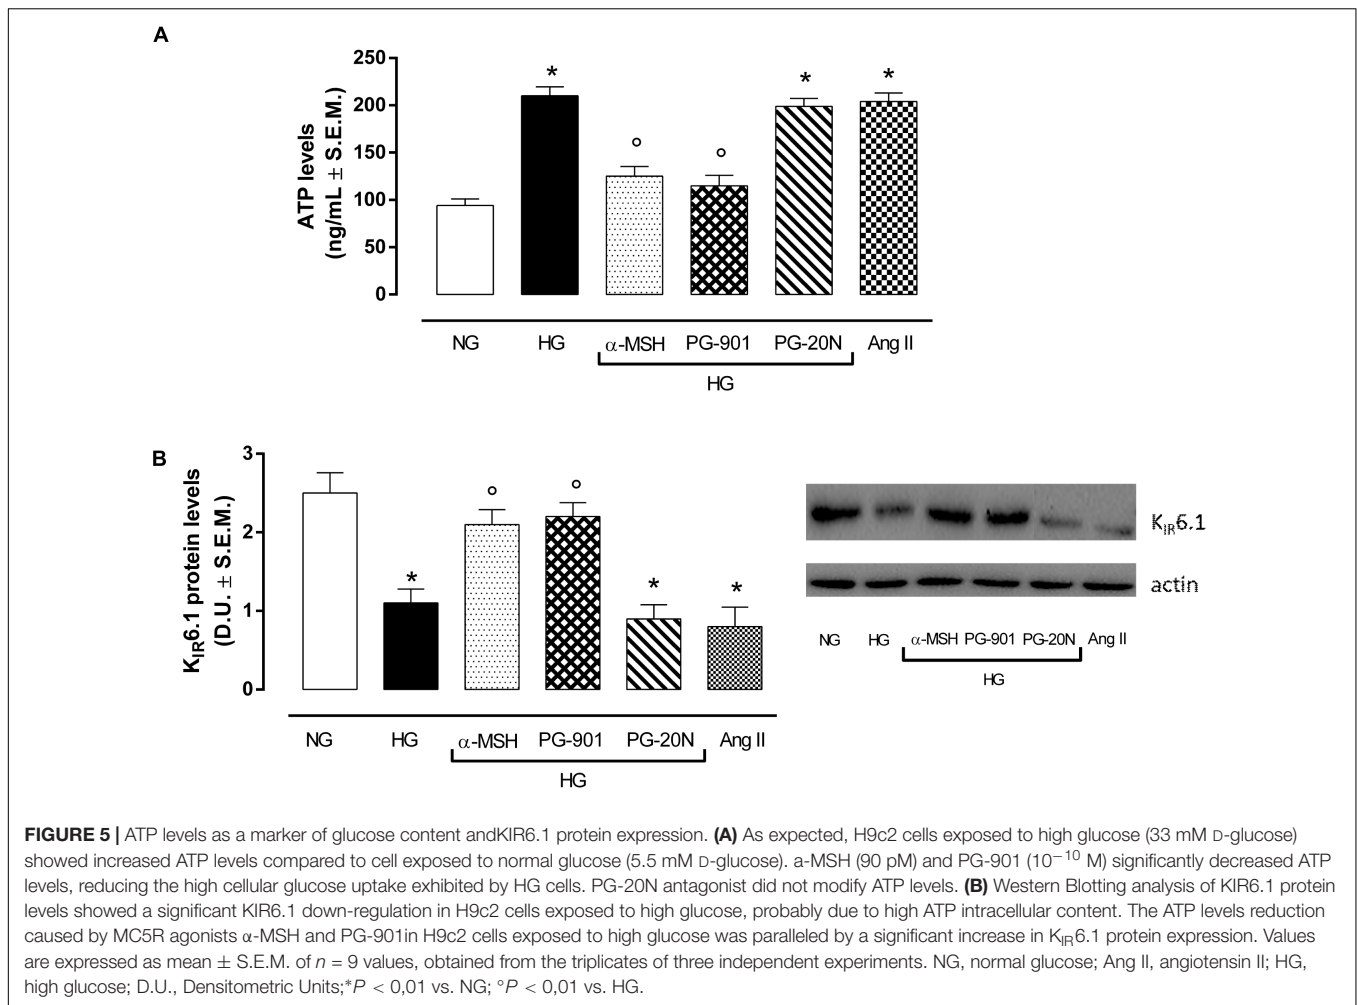 A
250
200
150
100
50
0
ATP levels
(ng/mL ± S.E.M.)
*
°
°
*
*
NG HG α-MSH PG-901 PG-20N Ang II
HG
B
3
2
1
0
KIR6.1 protein levels
(D.U. ± S.E.M.)
*
°
°
*
*
NG HG α-MSH PG-901 PG-20N Ang II
HG
KIR6.1
actin
NG HG α-MSH PG-901 PG-20N Ang II
HG
FIGURE 5 | ATP levels as a marker of glucose content andKIR6.1 protein expression. (A) As expected, H9c2 cells exposed to high glucose (33 mM D-glucose)
showed increased ATP levels compared to cell exposed to normal glucose (5.5 mM D-glucose). a-MSH (90 pM) and PG-901 (10−10 M) significantly decreased ATP
levels, reducing the high cellular glucose uptake exhibited by HG cells. PG-20N antagonist did not modify ATP levels. (B) Western Blotting analysis of KIR6.1 protein
levels showed a significant KIR6.1 down-regulation in H9c2 cells exposed to high glucose, probably due to high ATP intracellular content. The ATP levels reduction
caused by MC5R agonists α-MSH and PG-901in H9c2 cells exposed to high glucose was paralleled by a significant increase in KIR6.1 protein expression. Values
are expressed as mean ± S.E.M. of n = 9 values, obtained from the triplicates of three independent experiments. NG, normal glucose; Ang II, angiotensin II; HG,
high glucose; D.U., Densitometric Units;*P < 0,01 vs. NG; °P < 0,01 vs. HG.